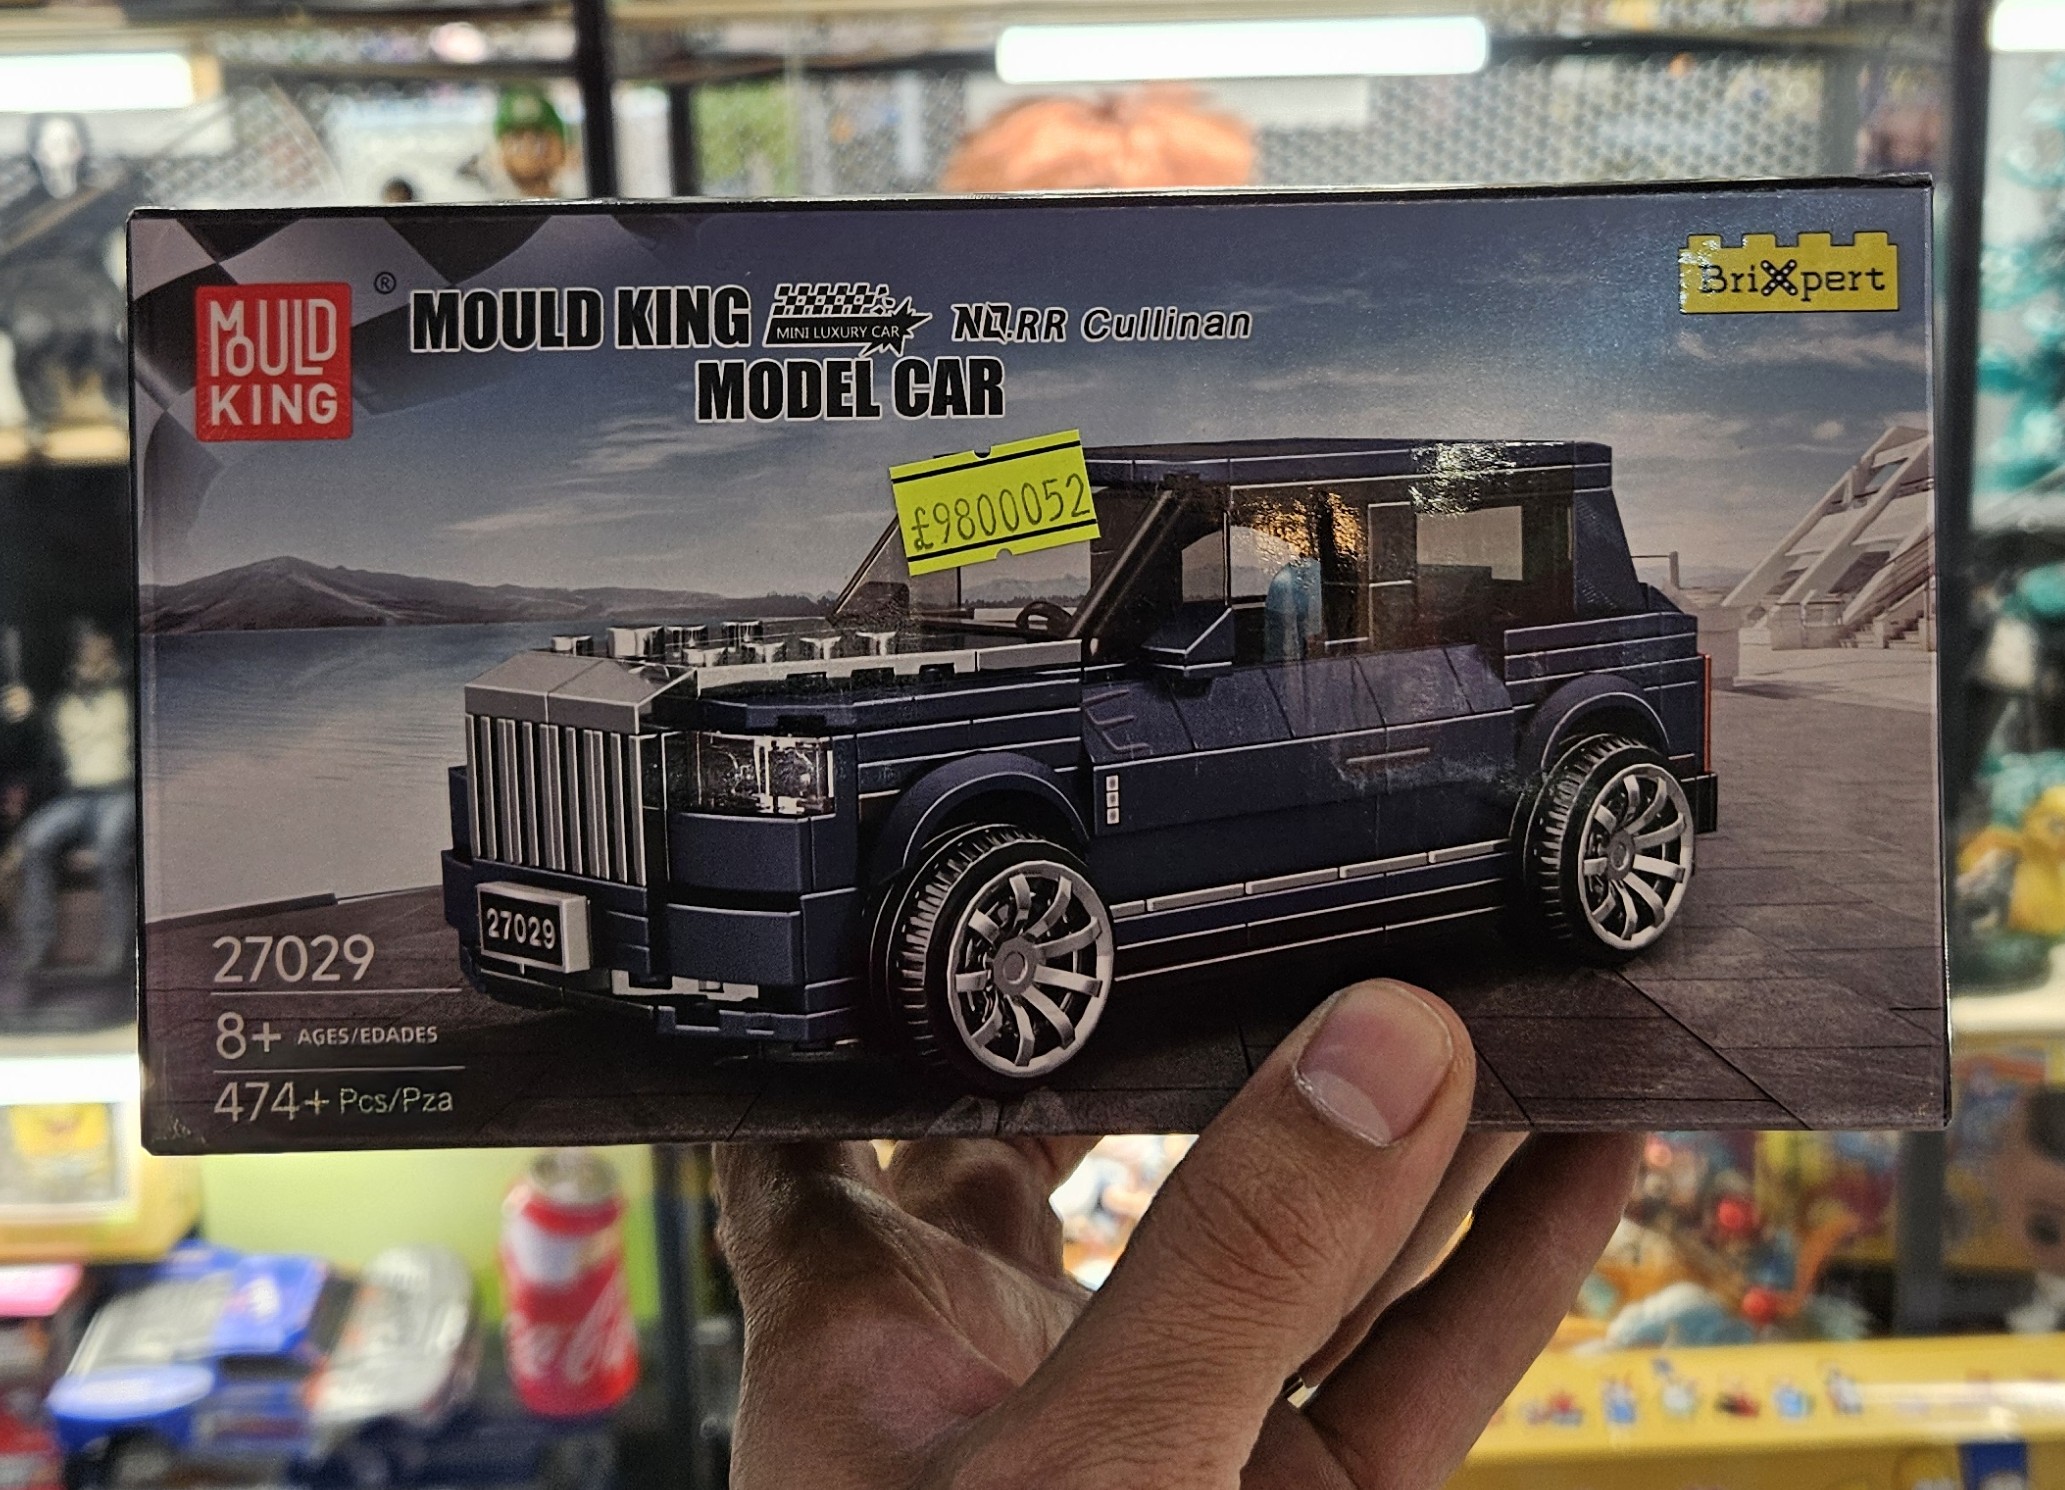 MOULD KING
®
MOULD KING
MINI LUXURY CAR
NO.RR Cullinan
MODEL CAR
BriXpert
£9800052
27029
27029
8+ AGES/EDADES
474+ Pcs/Pza